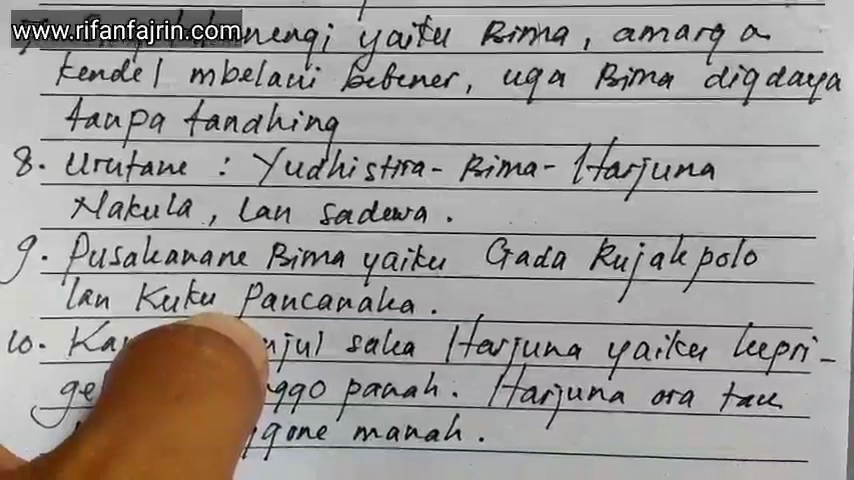 www.rifanfajrin.com
yaiku Bima, amarga
kendel mbelani bebener, uga Bima digdaya
tanpa tandhing
8. Urutane : Yudhistira - Bima - Harjuna
Nakula, lan Sadewa.
9. Pusakanane Bima yaiku Gada Rujakpolo
lan Kuku Pancanaka.
10. saka Harjuna yaiku kepri-
panah. Harjuna ora tau
manah.